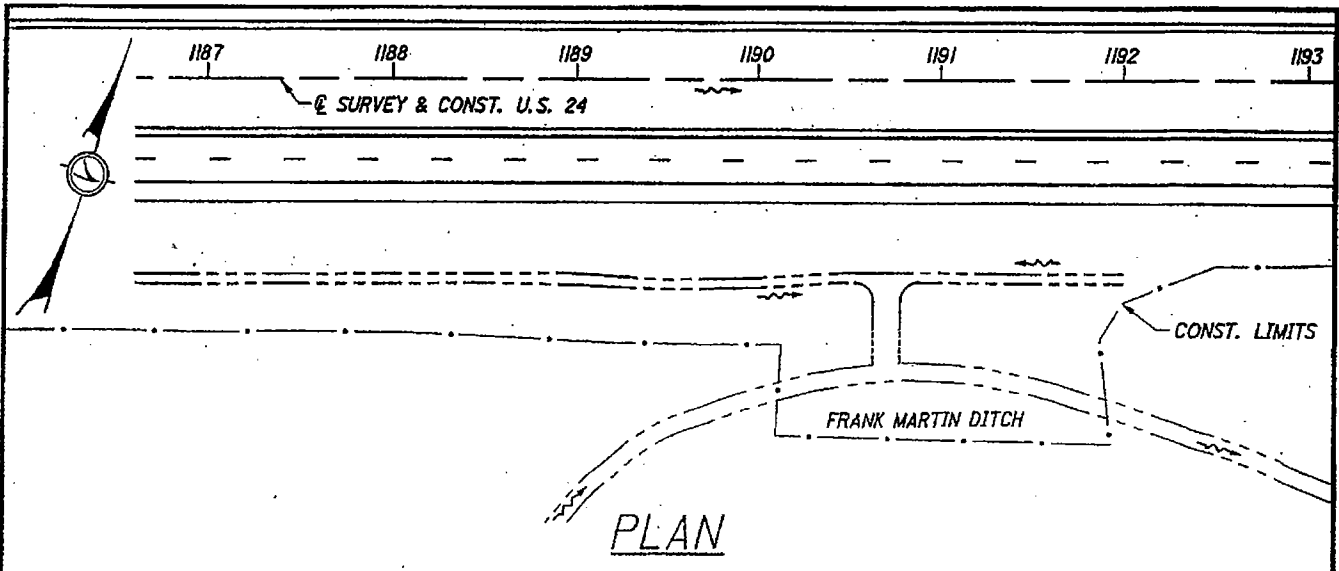 1187 1188 1189 1190 1191 1192 1193
℄ SURVEY & CONST. U.S. 24
CONST. LIMITS
FRANK MARTIN DITCH
PLAN